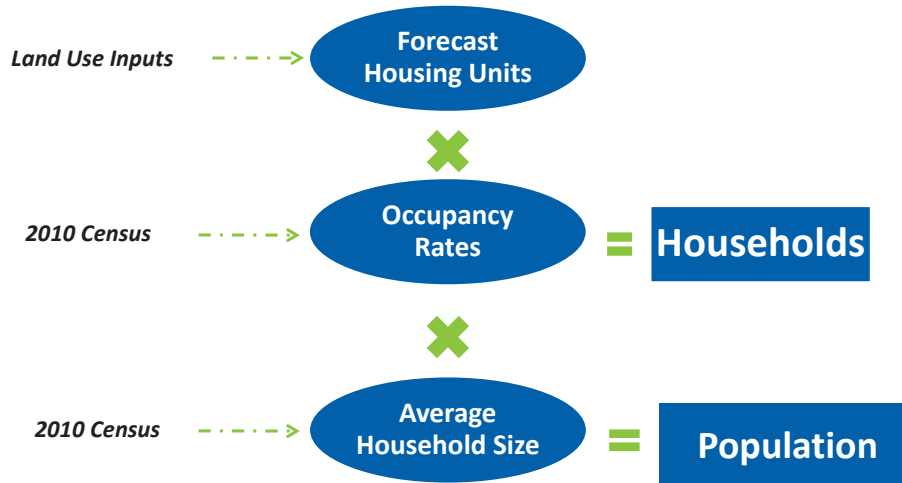 Land Use Inputs
Forecast
Housing Units
2010 Census
Occupancy
Rates
=
Households
2010 Census
Average
Household Size
=
Population